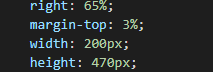 right: 65%;
margin-top: 3%;
width: 200px;
height: 470px;